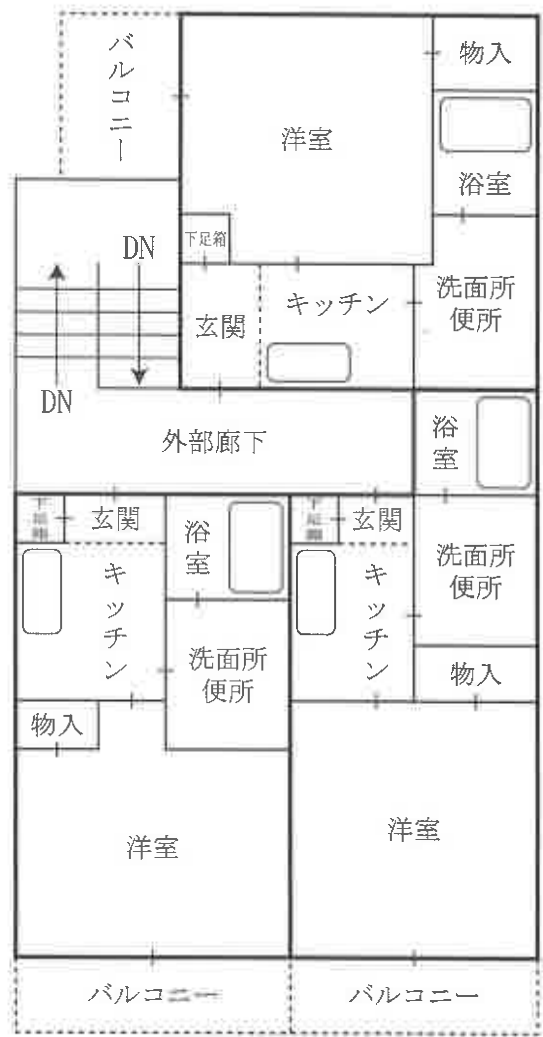 バルコニー
物入
洋室
浴室
下足箱
DN
洗面所
便所
キッチン
玄関
DN
外部廊下
浴室
下足箱
玄関
浴室
下足箱
玄関
洗面所
便所
キッチン
キッチン
洗面所
便所
物入
物入
洋室
洋室
バルコニー
バルコニー